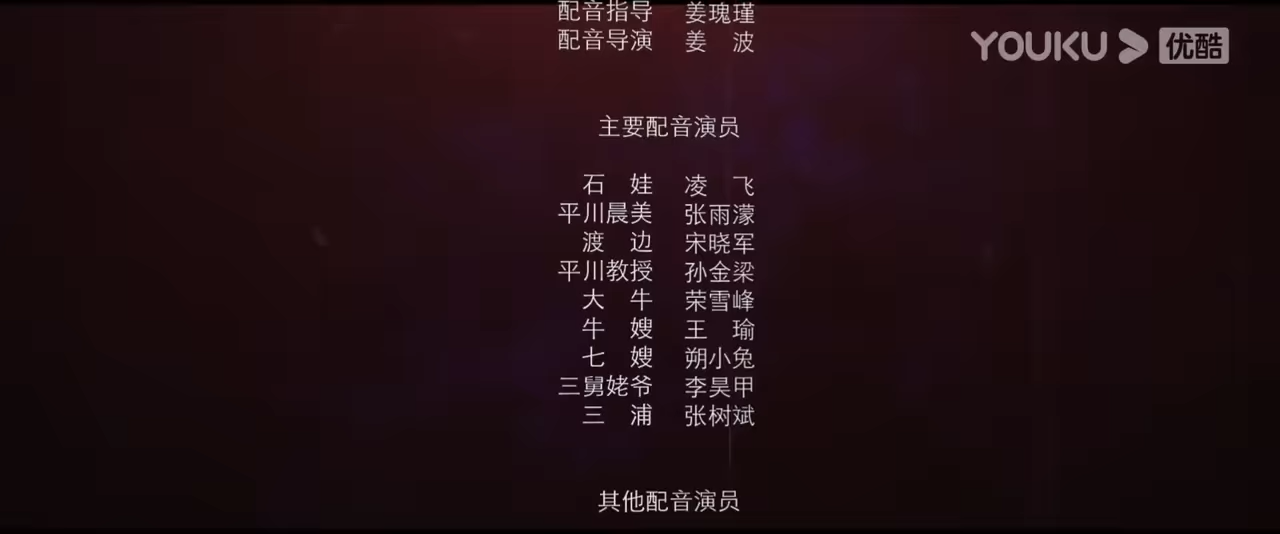 配音指导 姜瑰瑾
配音导演 姜 波
YOUKU 优酷
主要配音演员
石 娃 凌 飞
平川晨美 张雨濛
渡 边 宋晓军
平川教授 孙金梁
大 牛 荣雪峰
牛 嫂 王 瑜
七 嫂 朔小兔
三舅姥爷 李昊甲
三 浦 张树斌
其他配音演员